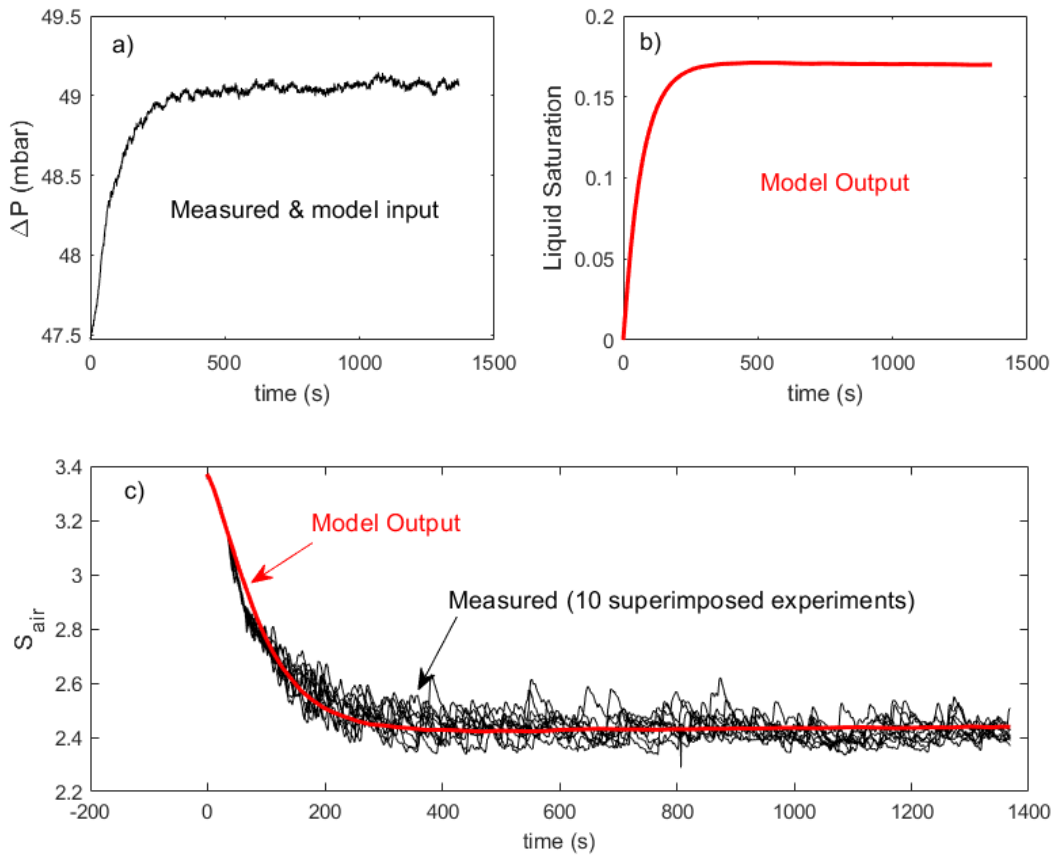 a)
49.5
49
48.5
48
47.5
ΔP (mbar)
Measured & model input
0
500
1000
1500
time (s)
b)
0.2
0.15
0.1
0.05
0
Liquid Saturation
Model Output
0
500
1000
1500
time (s)
c)
3.4
3.2
3
2.8
2.6
2.4
2.2
S_air
Model Output
Measured (10 superimposed experiments)
-200
0
200
400
600
800
1000
1200
1400
time (s)